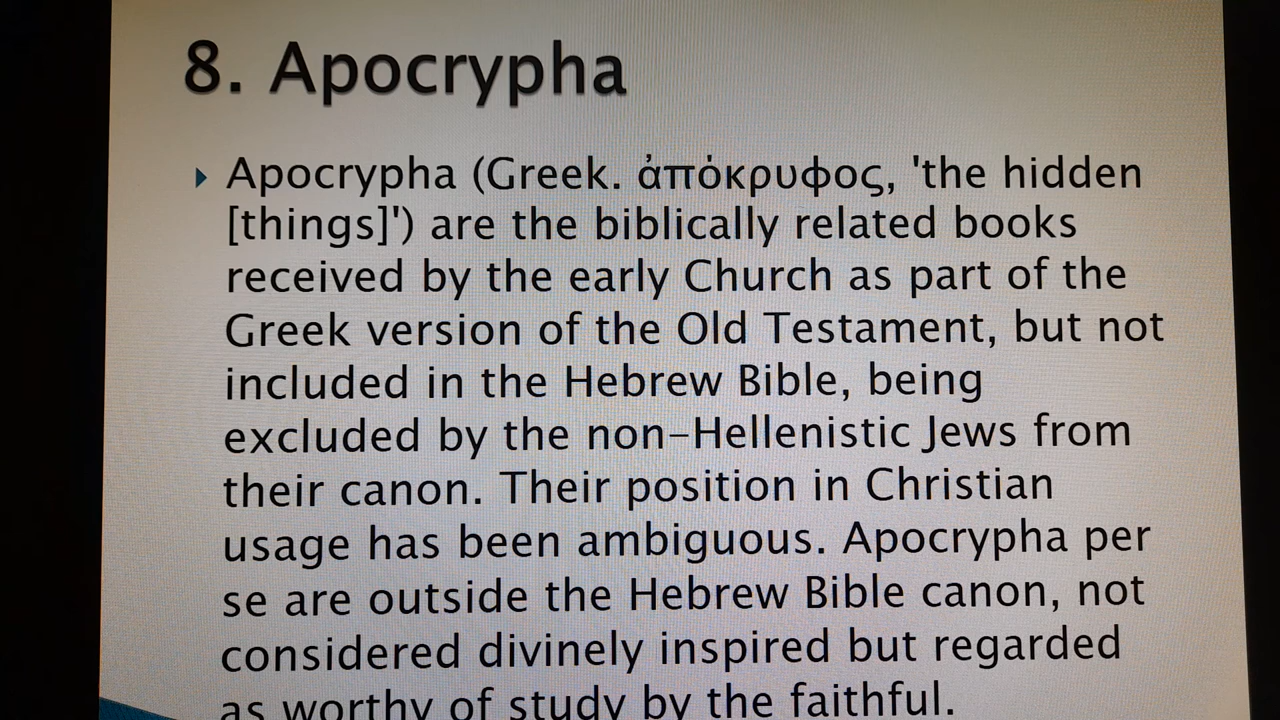 8. Apocrypha
Apocrypha (Greek. ἀπόκρυφος, 'the hidden
[things]') are the biblically related books
received by the early Church as part of the
Greek version of the Old Testament, but not
included in the Hebrew Bible, being
excluded by the non-Hellenistic Jews from
their canon. Their position in Christian
usage has been ambiguous. Apocrypha per
se are outside the Hebrew Bible canon, not
considered divinely inspired but regarded
as worthy of study by the faithful.